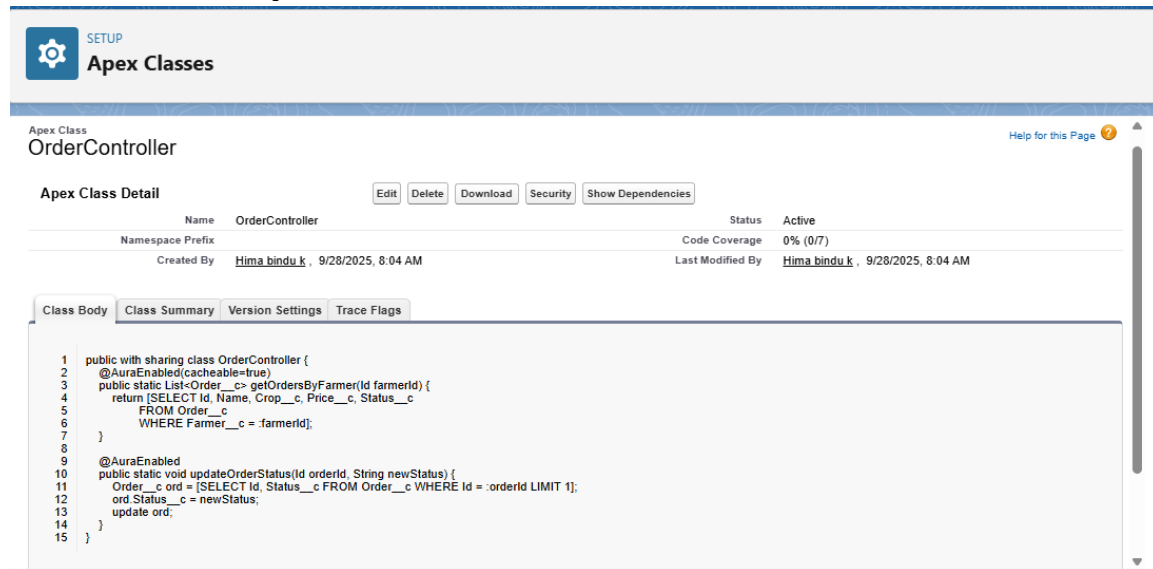 SETUP
Apex Classes
Apex Class
OrderController
Help for this Page ?
Apex Class Detail
Edit Delete Download Security Show Dependencies
Name OrderController Status Active
Namespace Prefix Code Coverage 0% (0/7)
Created By Hima bindu k , 9/28/2025, 8:04 AM Last Modified By Hima bindu k , 9/28/2025, 8:04 AM
Class Body Class Summary Version Settings Trace Flags
1 public with sharing class OrderController {
2 @AuraEnabled(cacheable=true)
3 public static List<Order__c> getOrdersByFarmer(Id farmerId) {
4 return [SELECT Id, Name, Crop__c, Price__c, Status__c
5 FROM Order__c
6 WHERE Farmer__c = :farmerId];
7 }
8
9 @AuraEnabled
10 public static void updateOrderStatus(Id orderId, String newStatus) {
11 Order__c ord = [SELECT Id, Status__c FROM Order__c WHERE Id = :orderId LIMIT 1];
12 ord.Status__c = newStatus;
13 update ord;
14 }
15 }